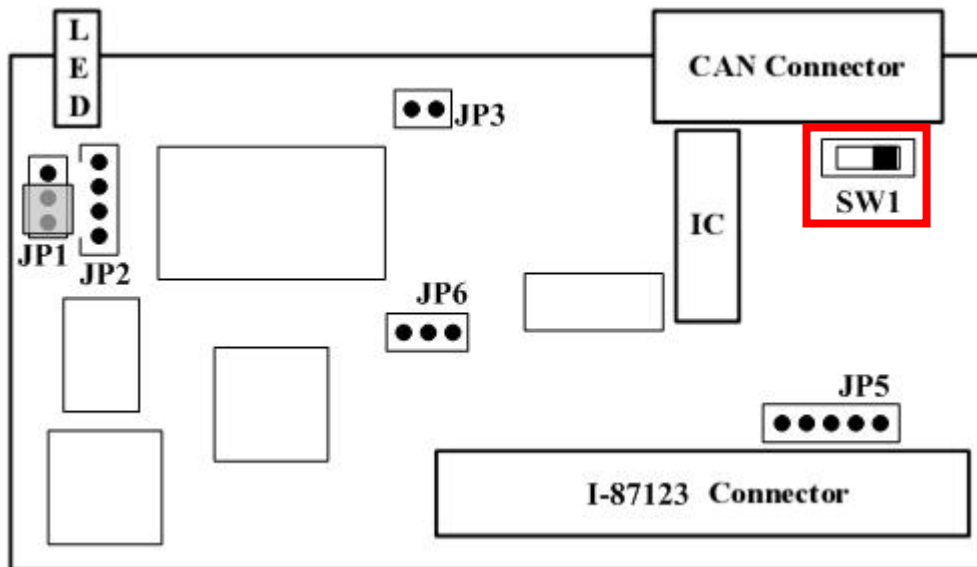 L
E
D
CAN Connector
JP3
SW1
IC
JP1
JP2
JP6
JP5
I-87123 Connector